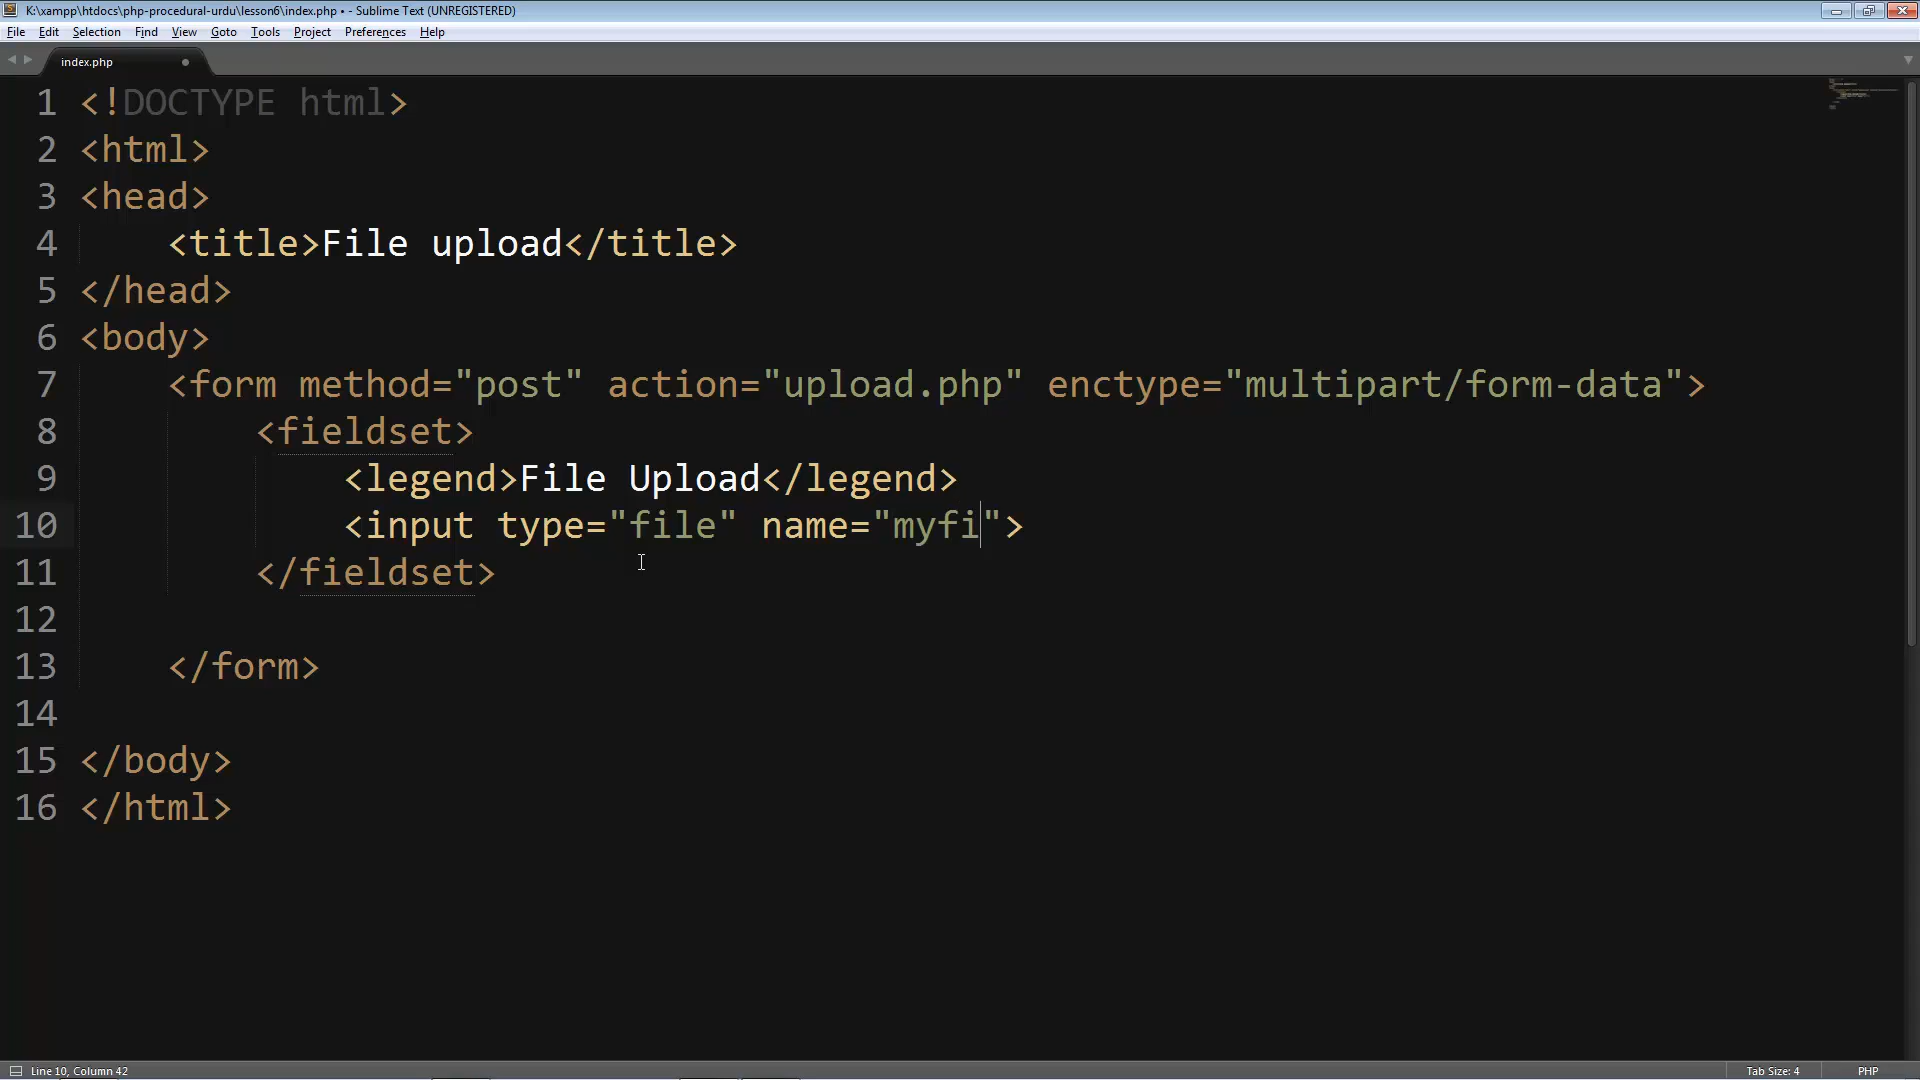 K:\xampp\htdocs\php-procedural-urdu\lesson6\index.php • - Sublime Text (UNREGISTERED)
File Edit Selection Find View Goto Tools Project Preferences Help
index.php
1 <!DOCTYPE html>
2 <html>
3 <head>
4 <title>File upload</title>
5 </head>
6 <body>
7 <form method="post" action="upload.php" enctype="multipart/form-data">
8 <fieldset>
9 <legend>File Upload</legend>
10 <input type="file" name="myfi">
11 </fieldset>
12
13 </form>
14
15 </body>
16 </html>
Line 10, Column 42 Tab Size: 4 PHP